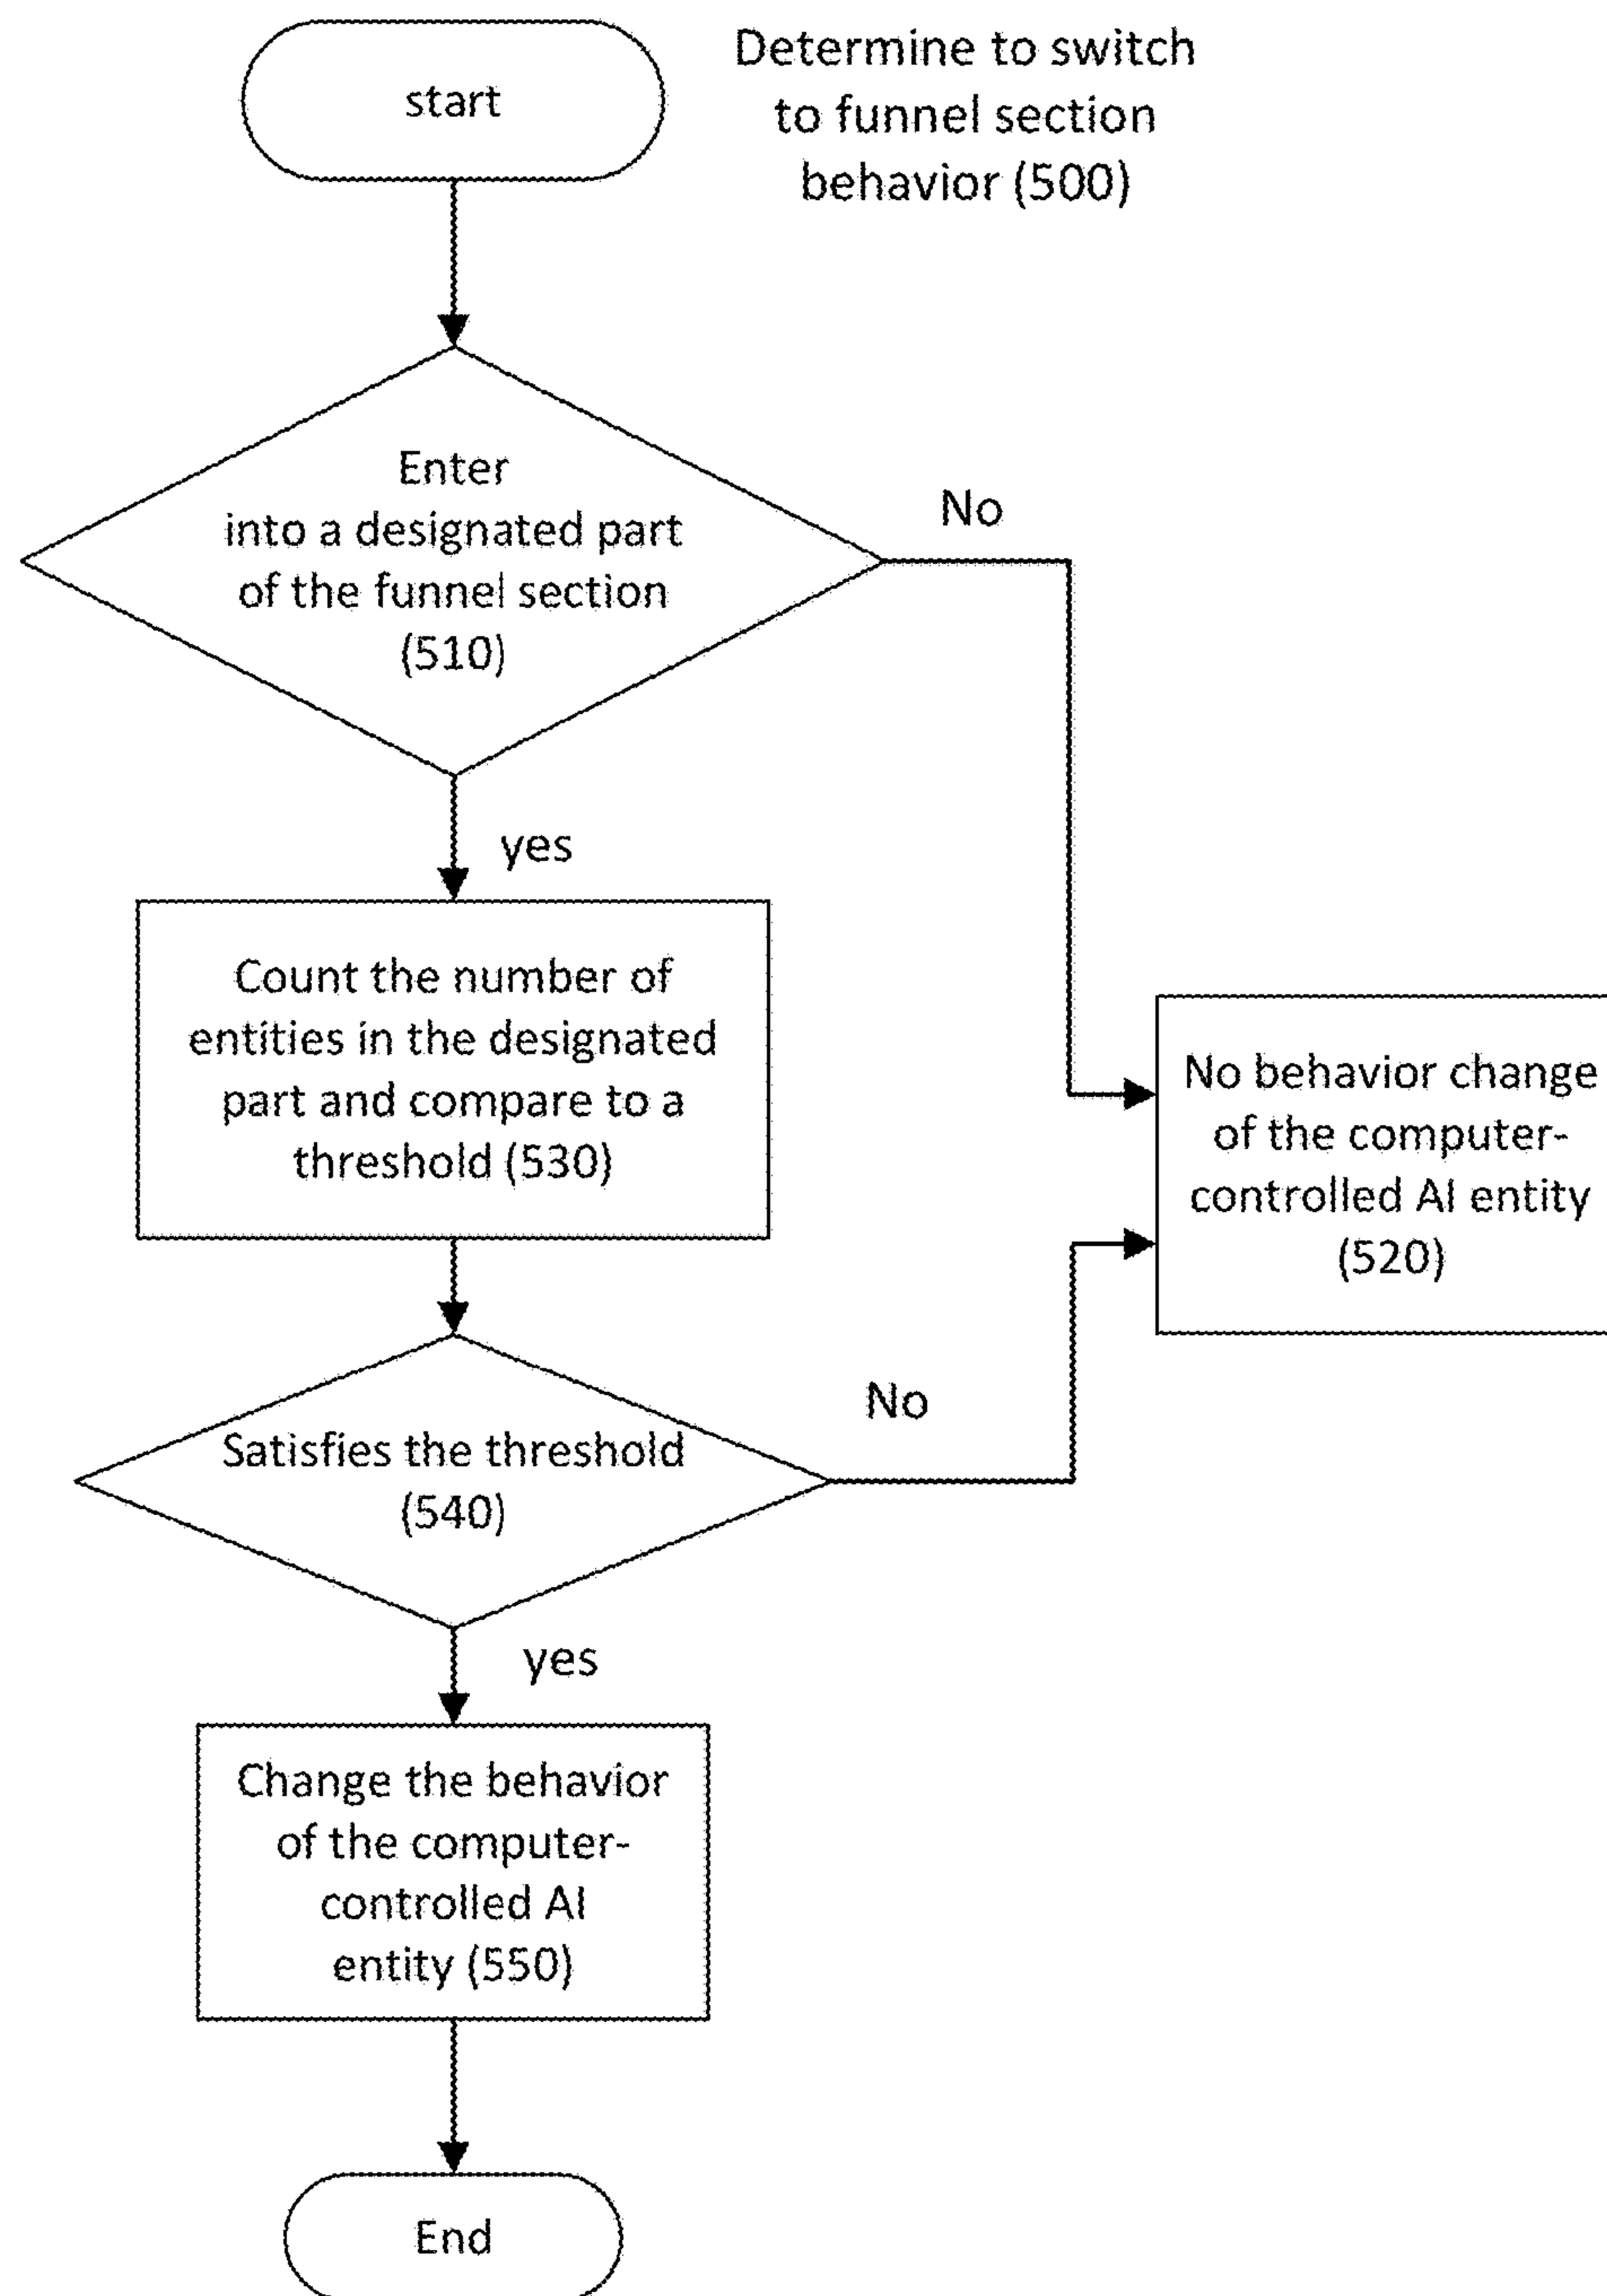 start
Determine to switch
to funnel section
behavior (500)
Enter
into a designated part
of the funnel section
(510)
No
yes
Count the number of
entities in the designated
part and compare to a
threshold (530)
No behavior change
of the computer-
controlled AI entity
(520)
Satisfies the threshold
(540)
No
yes
Change the behavior
of the computer-
controlled AI
entity (550)
End